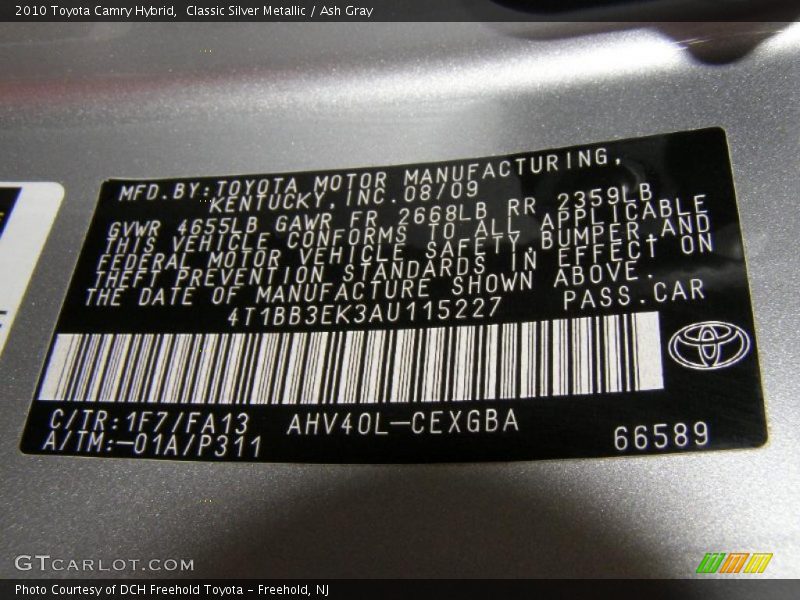 2010 Toyota Camry Hybrid,  Classic Silver Metallic / Ash Gray
MFD.BY:TOYOTA MOTOR MANUFACTURING,
KENTUCKY,INC.08/09
GVWR 4655LB GAWR FR 2668LB RR 2359LB
THIS VEHICLE CONFORMS TO ALL APPLICABLE
FEDERAL MOTOR VEHICLE SAFETY,BUMPER,AND
THEFT PREVENTION STANDARDS IN EFFECT ON
THE DATE OF MANUFACTURE SHOWN ABOVE.
4T1BB3EK3AU115227 PASS.CAR
C/TR:1F7/FA13 AHV40L-CEXGBA
A/TM:-01A/P311 66589
GTCARLOT.COM
Photo Courtesy of DCH Freehold Toyota - Freehold, NJ